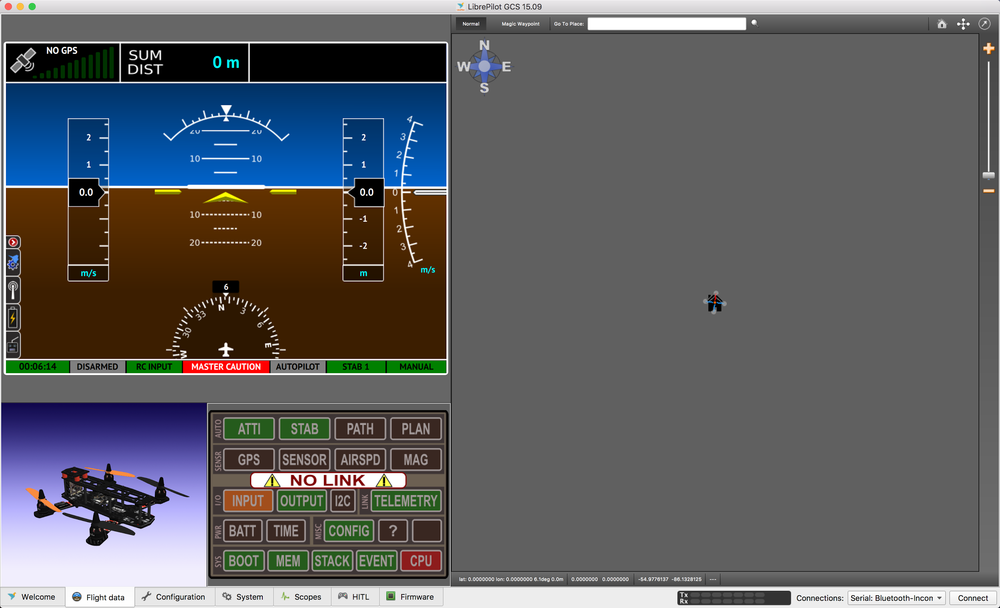 LibrePilot GCS 15.09
Normal
Magic Waypoint
Go To Place:
NO GPS
SUM
DIST
0 m
N
W
E
S
20 20
10 10
10 10
20 20
2
1
0.0
m/s
2
1
0.0
-1
-2
m
4
3
2
1
0
1
2
3
4
m/s
6
30
33
N
3
6
W
E
00:06:14
DISARMED
RC INPUT
MASTER CAUTION
AUTOPILOT
STAB 1
MANUAL
AUTO
ATTI
STAB
PATH
PLAN
SENSR
GPS
SENSOR
AIRSPD
MAG
NO LINK
I/O
INPUT
OUTPUT
I2C
LINK
TELEMETRY
PWR
BATT
TIME
MISC
CONFIG
?
SYS
BOOT
MEM
STACK
EVENT
CPU
lat: 0.0000000 lon: 0.0000000 6.1deg 0.0m
0.0000000 0.0000000
-54.9776137 -86.1328125
---
Welcome
Flight data
Configuration
System
Scopes
HITL
Firmware
Tx
Rx
Connections:
Serial: Bluetooth-Incon
Connect